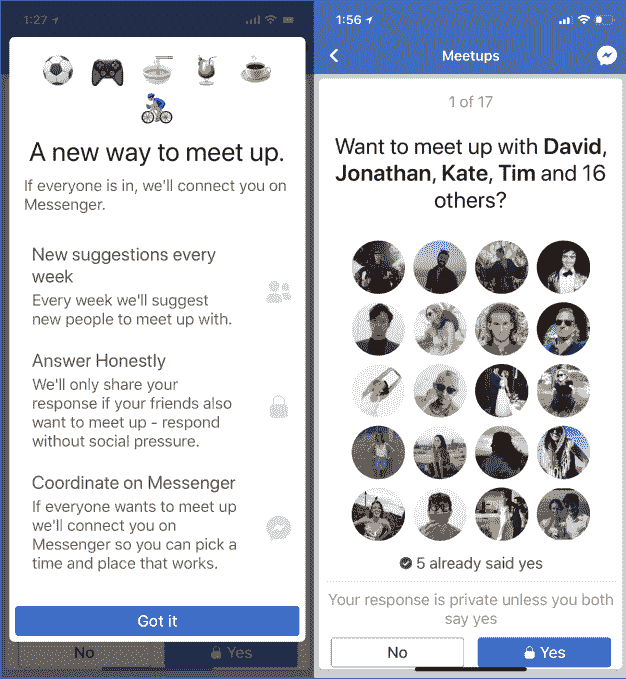 1:27
A new way to meet up.
If everyone is in, we'll connect you on
Messenger.
New suggestions every
week
Every week we'll suggest
new people to meet up with.
Answer Honestly
We'll only share your
response if your friends also
want to meet up - respond
without social pressure.
Coordinate on Messenger
If everyone wants to meet up
we'll connect you on
Messenger so you can pick a
time and place that works.
Got it
No
Yes
1:56
Meetups
1 of 17
Want to meet up with David,
Jonathan, Kate, Tim and 16
others?
5 already said yes
Your response is private unless you both
say yes
No
Yes